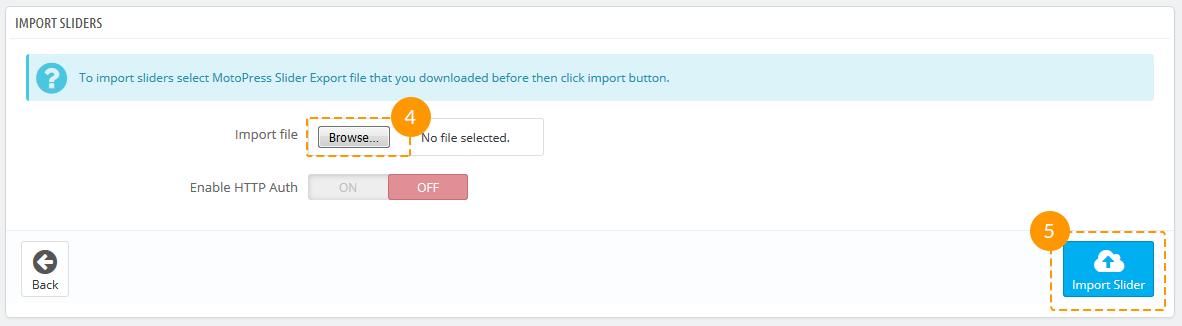 IMPORT SLIDERS
To import sliders select MotoPress Slider Export file that you downloaded before then click import button.
4
Import file Browse... No file selected.
Enable HTTP Auth ON OFF
5
Back Import Slider